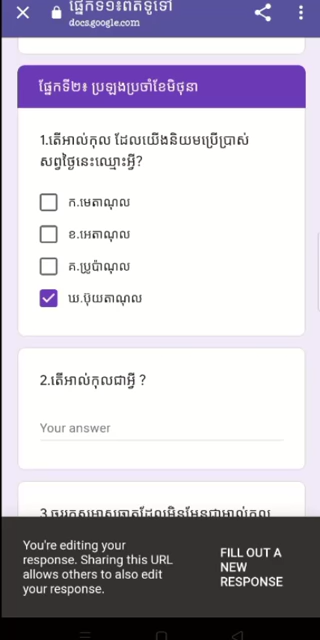 ផ្នែកទី១៖ព័ត៌ទូទៅ
docs.google.com
ផ្នែកទី២៖ ប្រឡងប្រចាំខែមិថុនា
1.តើអាល់កុល ដែលយើងនិយមប្រើប្រាស់
សព្វថ្ងៃនេះឈ្មោះអ្វី?
ក.មេតាណុល
ខ.អេតាណុល
គ.ប្រូប៉ាណុល
ឃ.ប៊ុយតាណុល
2.តើអាល់កុលជាអ្វី ?
Your answer
You're editing your
response. Sharing this URL
allows others to also edit
your response.
FILL OUT A
NEW
RESPONSE